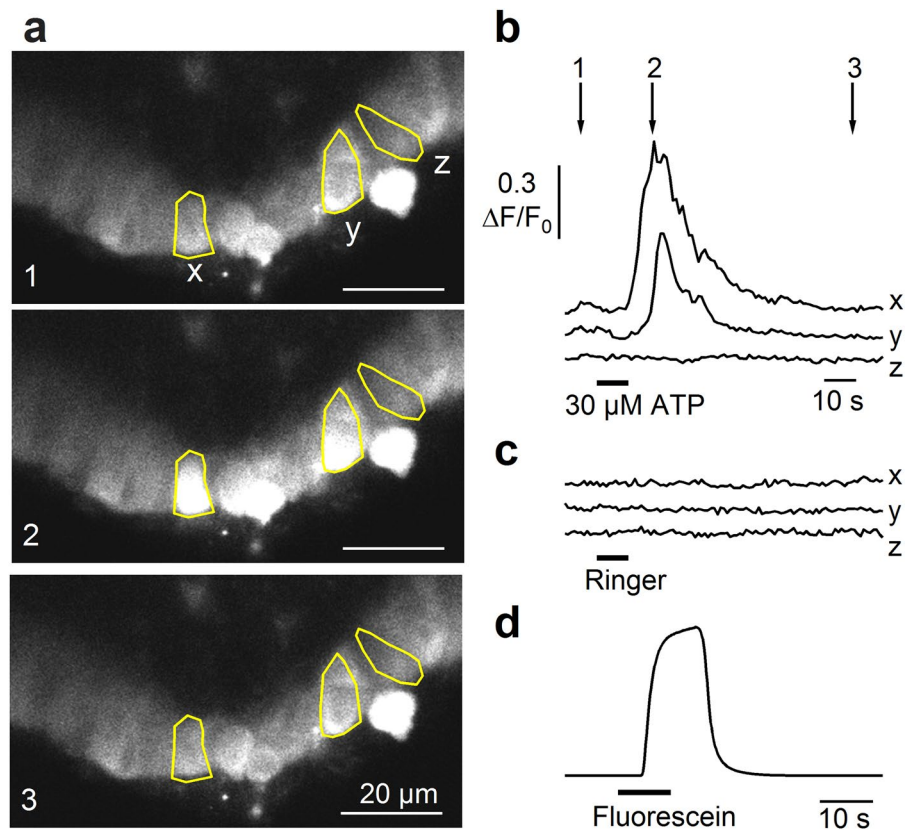 a
x
y
z
1
2
3
20 µm
b
1 2 3
0.3
ΔF/F0
x
y
z
30 µM ATP
10 s
c
x
y
z
Ringer
d
Fluorescein
10 s